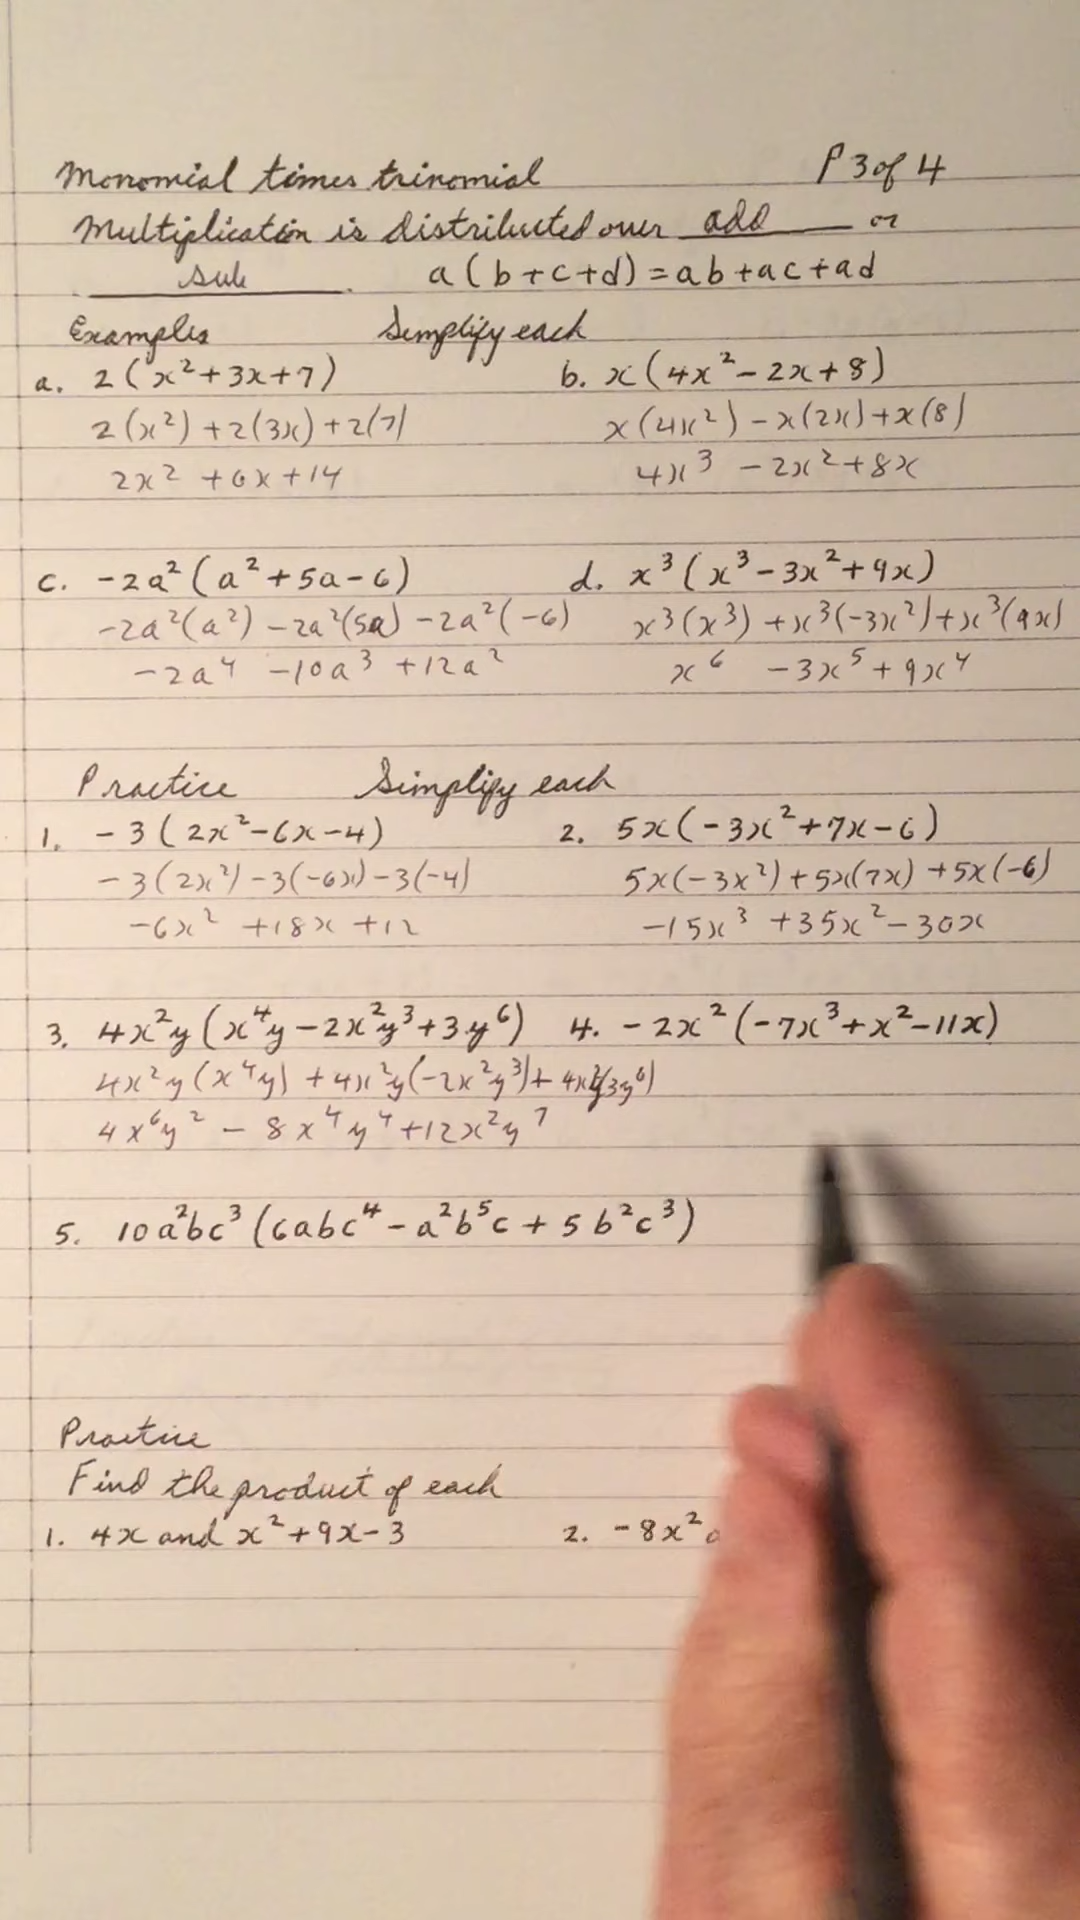 Monomial times trinomial P 3 of 4
Multiplication is distributed over add or
sub. a(b+c+d)=ab+ac+ad
Examples Simplify each
a. 2(x²+3x+7) b. x(4x²-2x+8)
2(x²)+2(3x)+2(7) x(4x²)-x(2x)+x(8)
2x²+6x+14 4x³-2x²+8x
c. -2a²(a²+5a-6) d. x³(x³-3x²+9x)
-2a²(a²)-2a²(5a)-2a²(-6) x³(x³)+x³(-3x²)+x³(9x)
-2a⁴-10a³+12a² x⁶-3x⁵+9x⁴
Practice Simplify each
1. -3(2x²-6x-4) 2. 5x(-3x²+7x-6)
-3(2x²)-3(-6x)-3(-4) 5x(-3x²)+5x(7x)+5x(-6)
-6x²+18x+12 -15x³+35x²-30x
3. 4x²y(x⁴y-2x²y³+3y⁶) 4. -2x²(-7x³+x²-11x)
4x²y(x⁴y)+4x²y(-2x²y³)+4x²y(3y⁶)
4x⁶y²-8x⁴y⁴+12x²y⁷
5. 10a²bc³(6abc⁴-a²b⁵c+5b²c³)
Practice
Find the product of each
1. 4x and x²+9x-3 2. -8x²